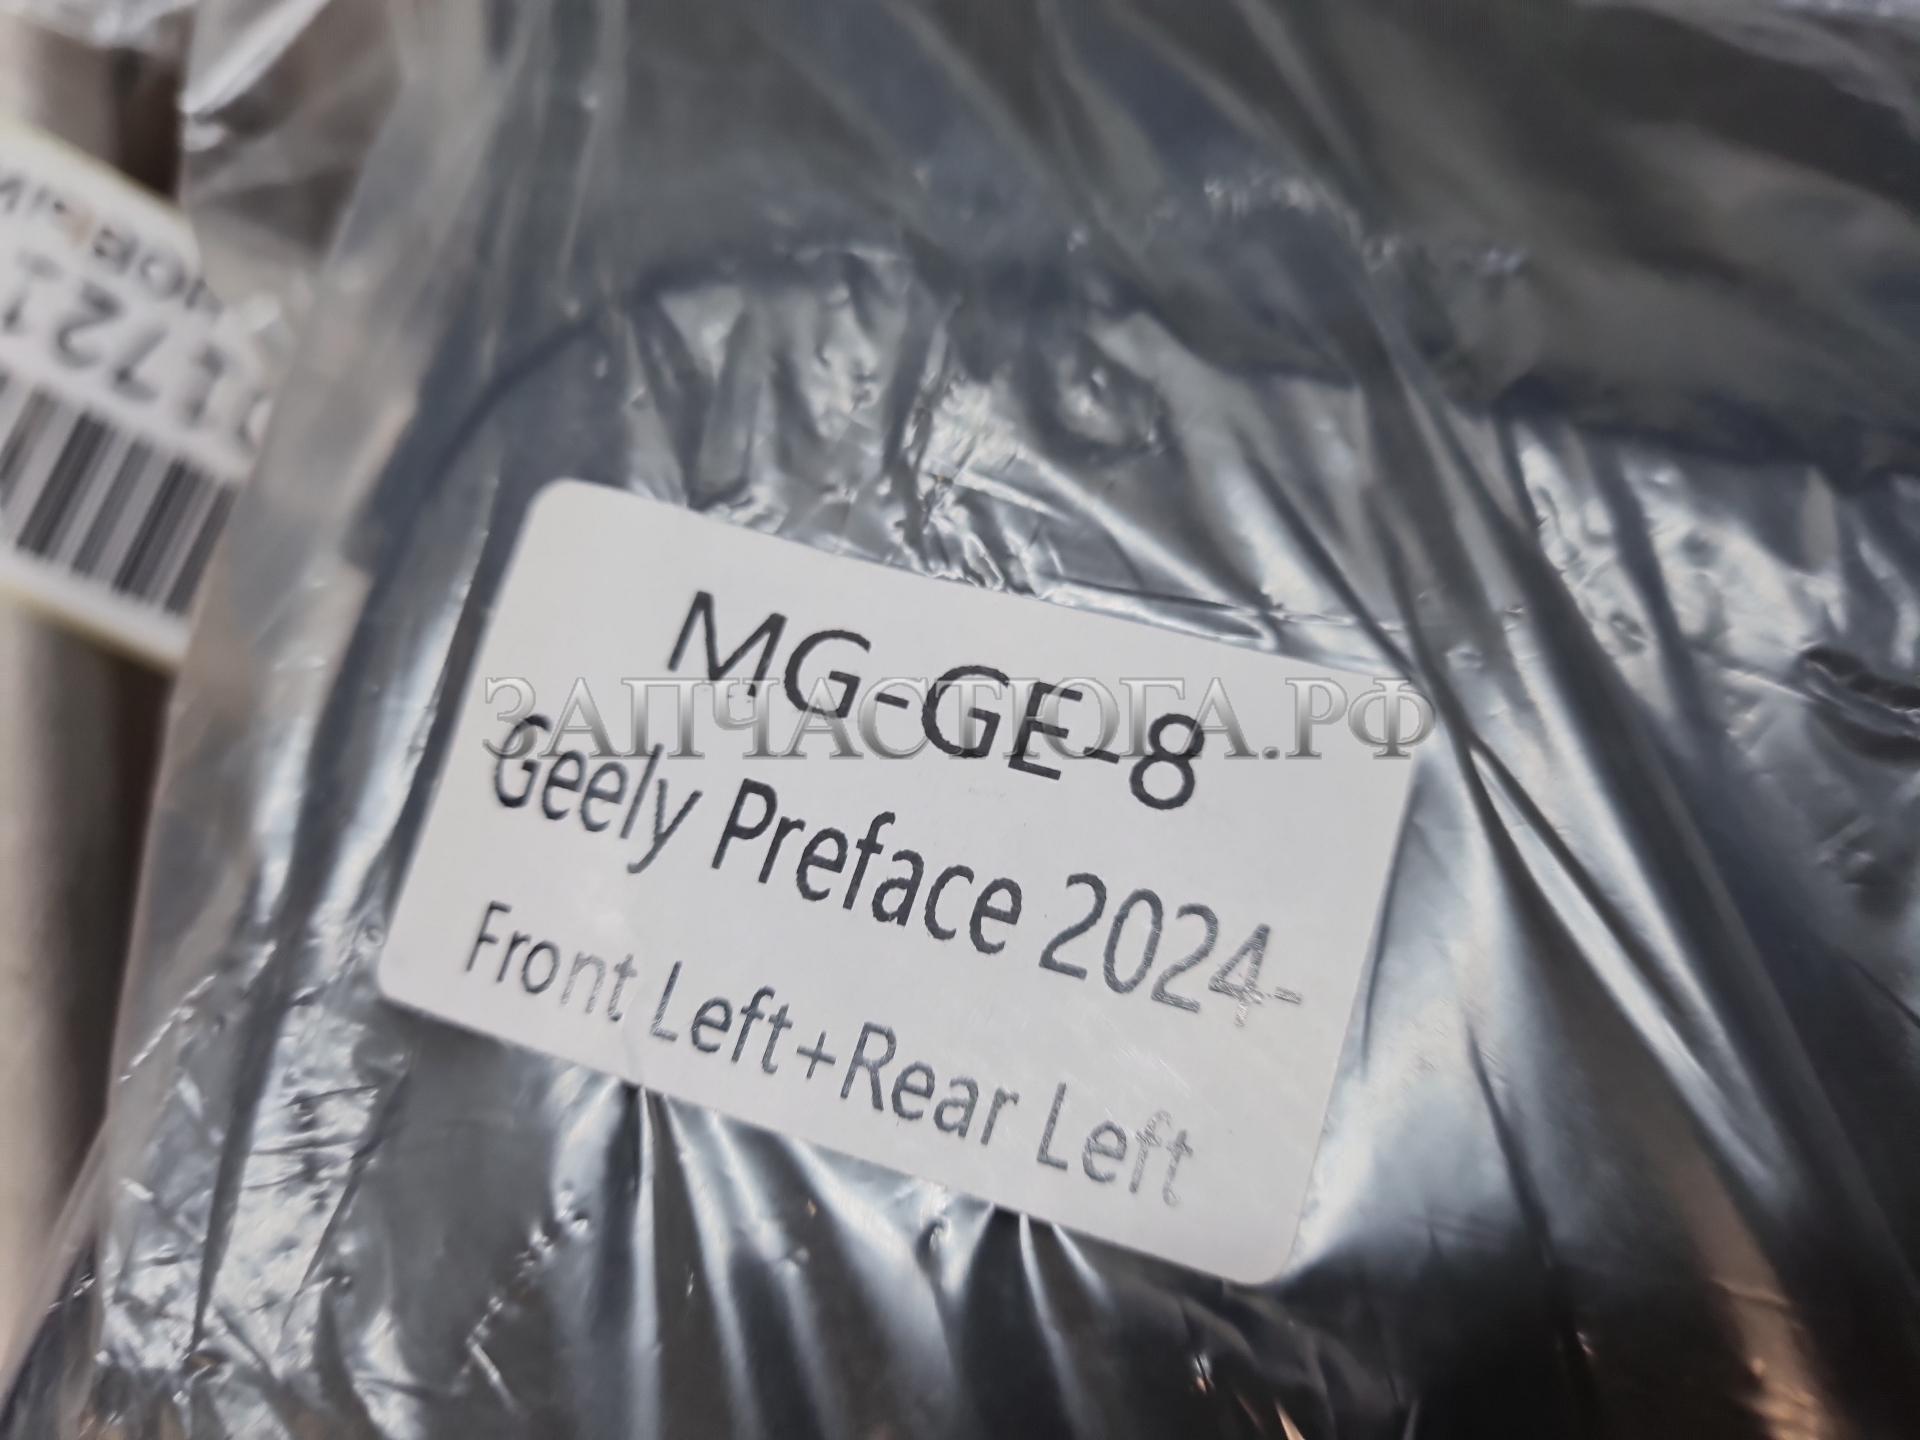 MG-GE-8
ЗАПЧАСТЮГА.РФ
Geely Preface 2024-
Front Left+Rear Left